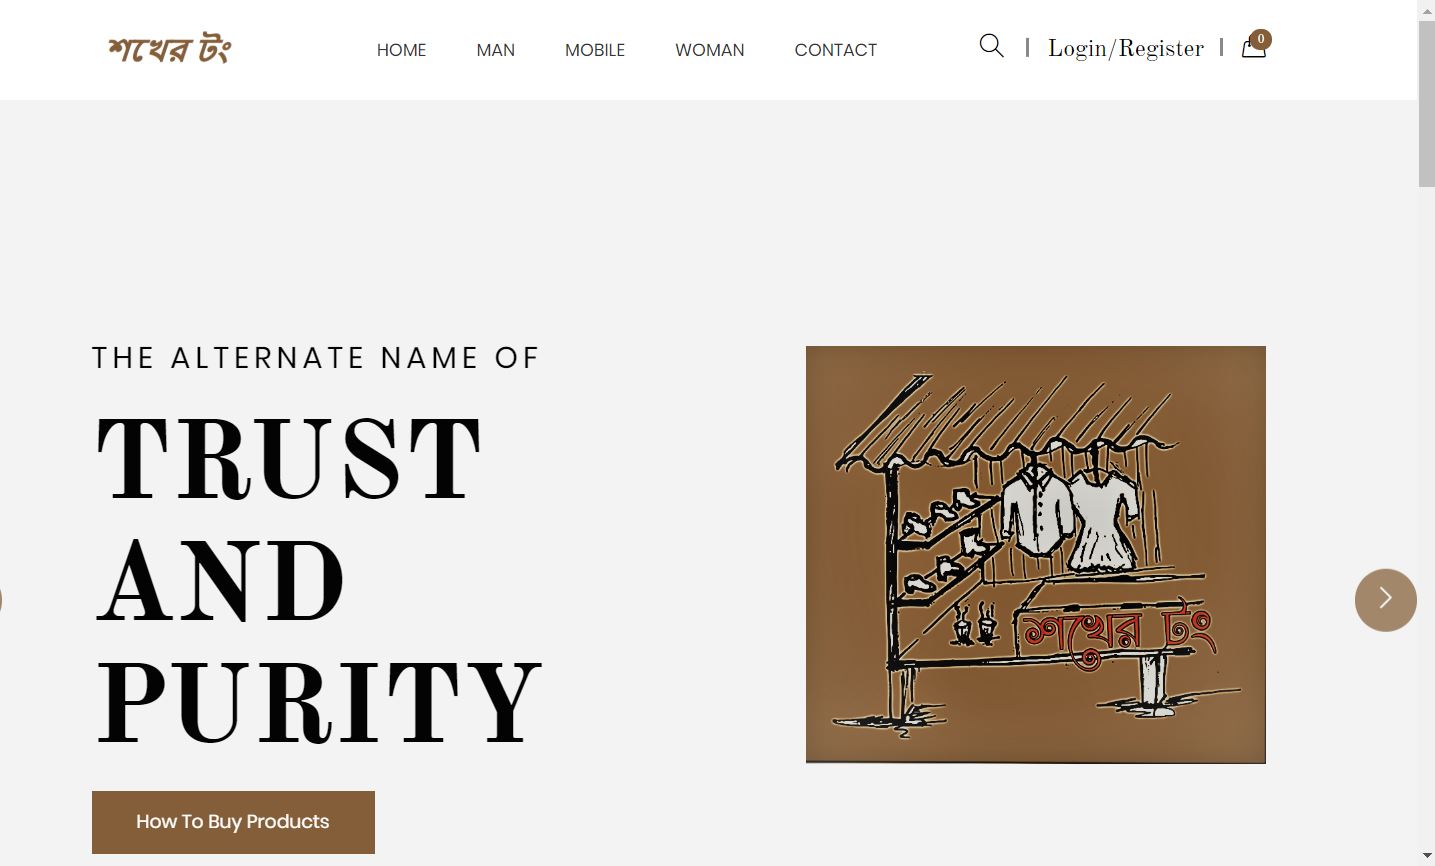 শখের টং
HOME MAN MOBILE WOMAN CONTACT
Login/Register
0
THE ALTERNATE NAME OF
TRUST
AND
PURITY
শখের টং
How To Buy Products